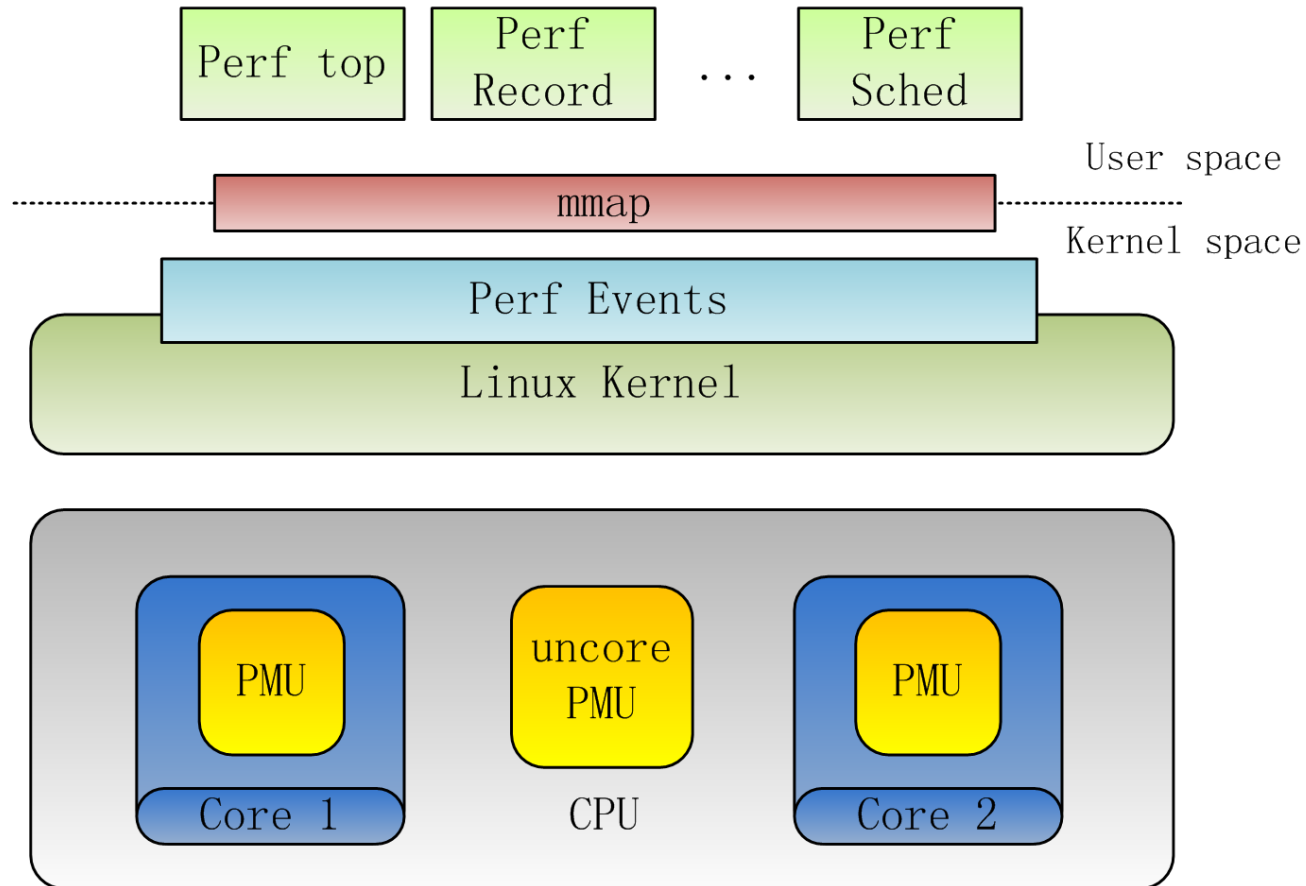 Perf top
Perf
Record
...
Perf
Sched
User space
mmap
Kernel space
Perf Events
Linux Kernel
PMU
uncore
PMU
PMU
Core 1
CPU
Core 2